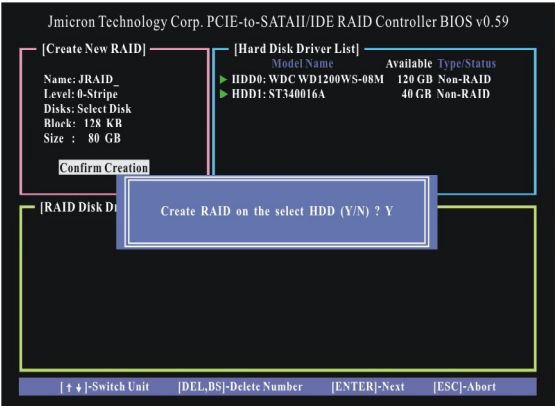 Jmicron Technology Corp. PCIE-to-SATAII/IDE RAID Controller BIOS v0.59
[Create New RAID]
Name: JRAID_
Level: 0-Stripe
Disks: Select Disk
Block: 128 KB
Size : 80 GB
Confirm Creation
[Hard Disk Driver List]
Model Name Available Type/Status
HDD0: WDC WD1200WS-08M 120 GB Non-RAID
HDD1: ST340016A 40 GB Non-RAID
[RAID Disk
Create RAID on the select HDD (Y/N) ? Y
[↑↓]-Switch Unit [DEL,BS]-Delete Number [ENTER]-Next [ESC]-Abort